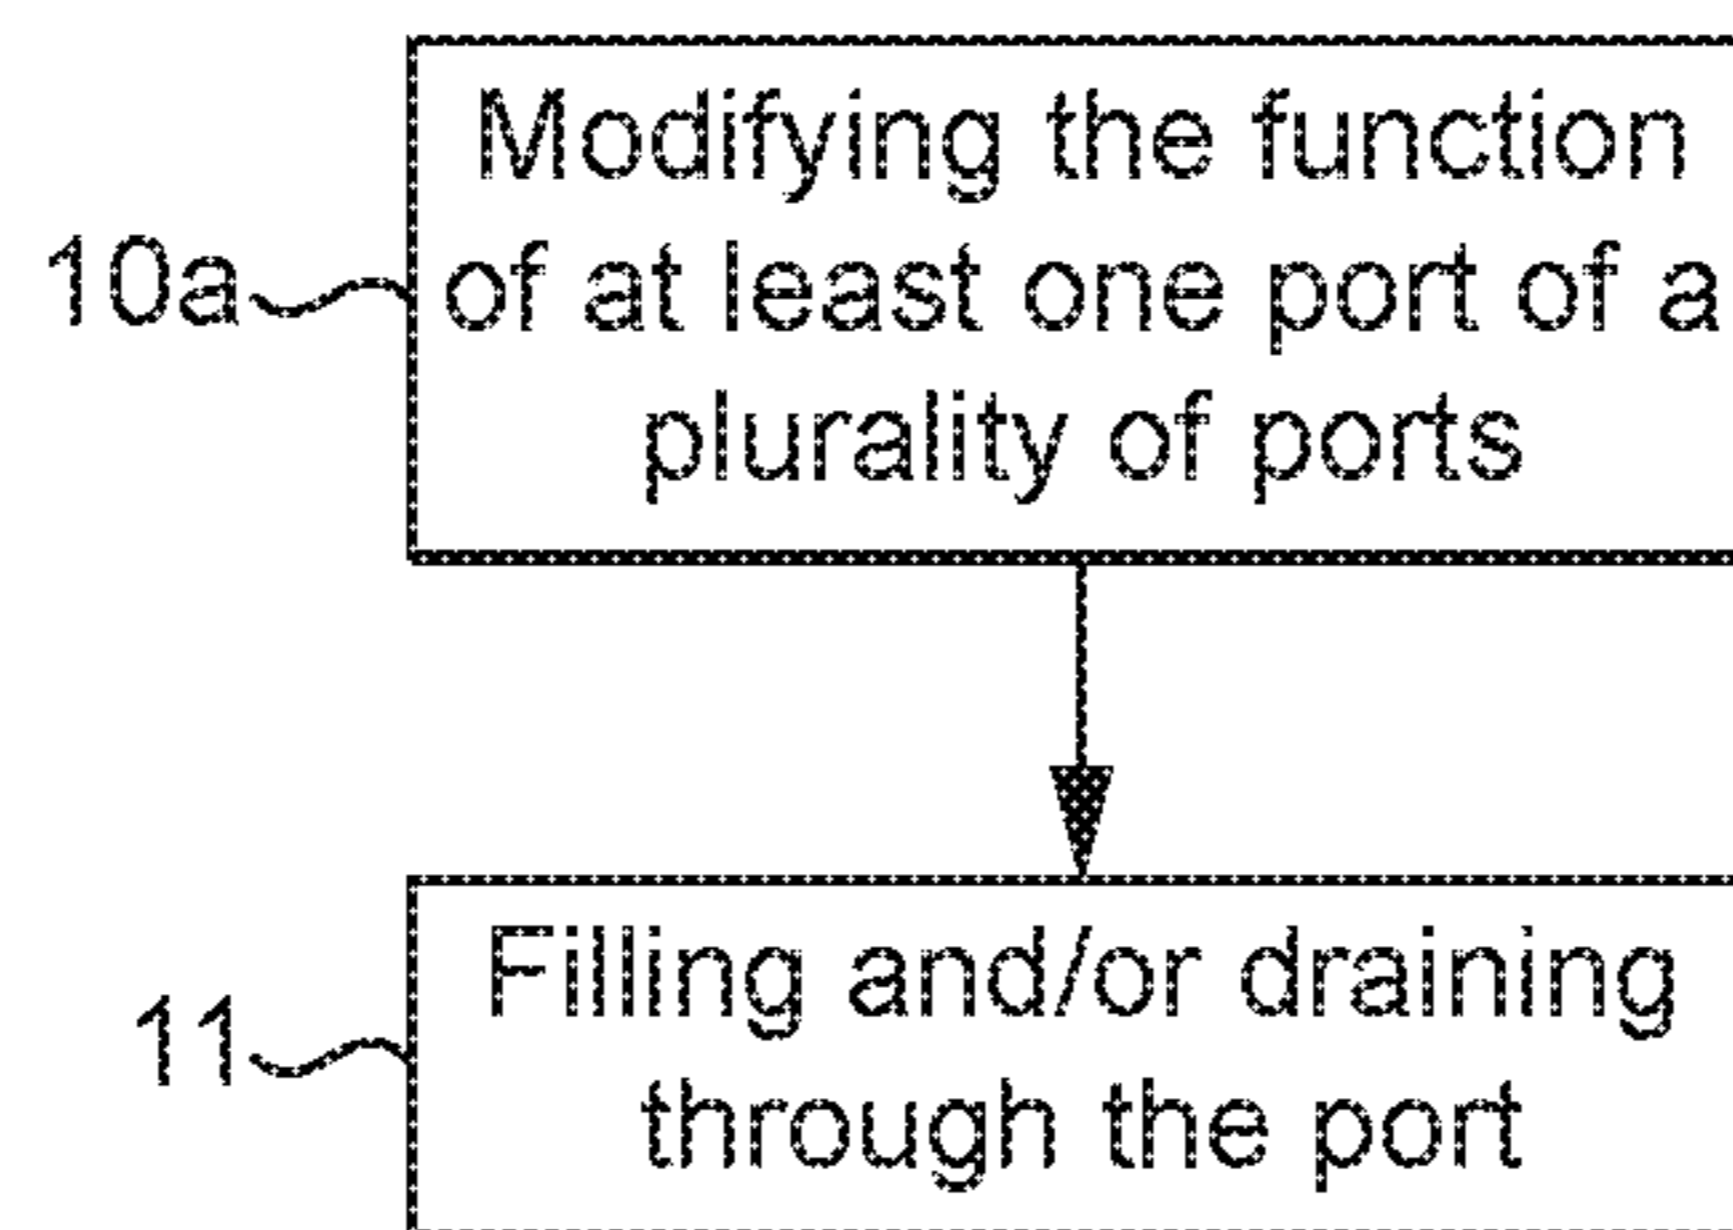 Modifying the function
10a of at least one port of a
plurality of ports
Filling and/or draining
11
through the port